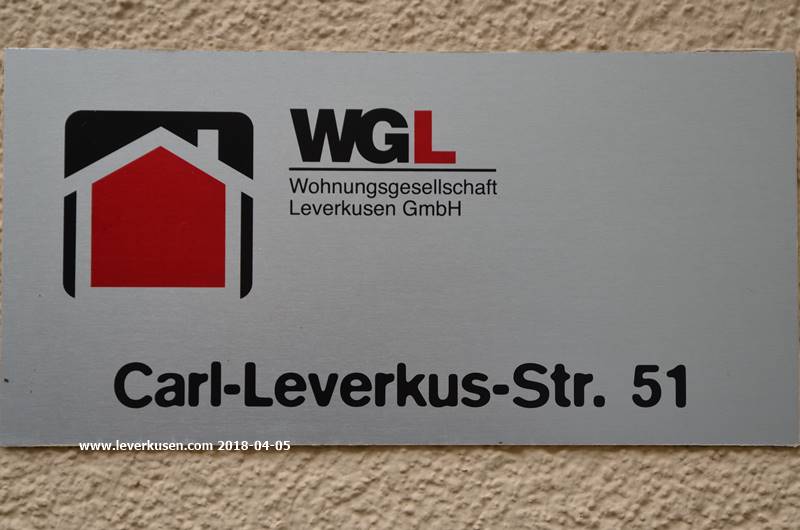 WGL
Wohnungsgesellschaft
Leverkusen GmbH
Carl-Leverkus-Str. 51
www.leverkusen.com 2018-04-05